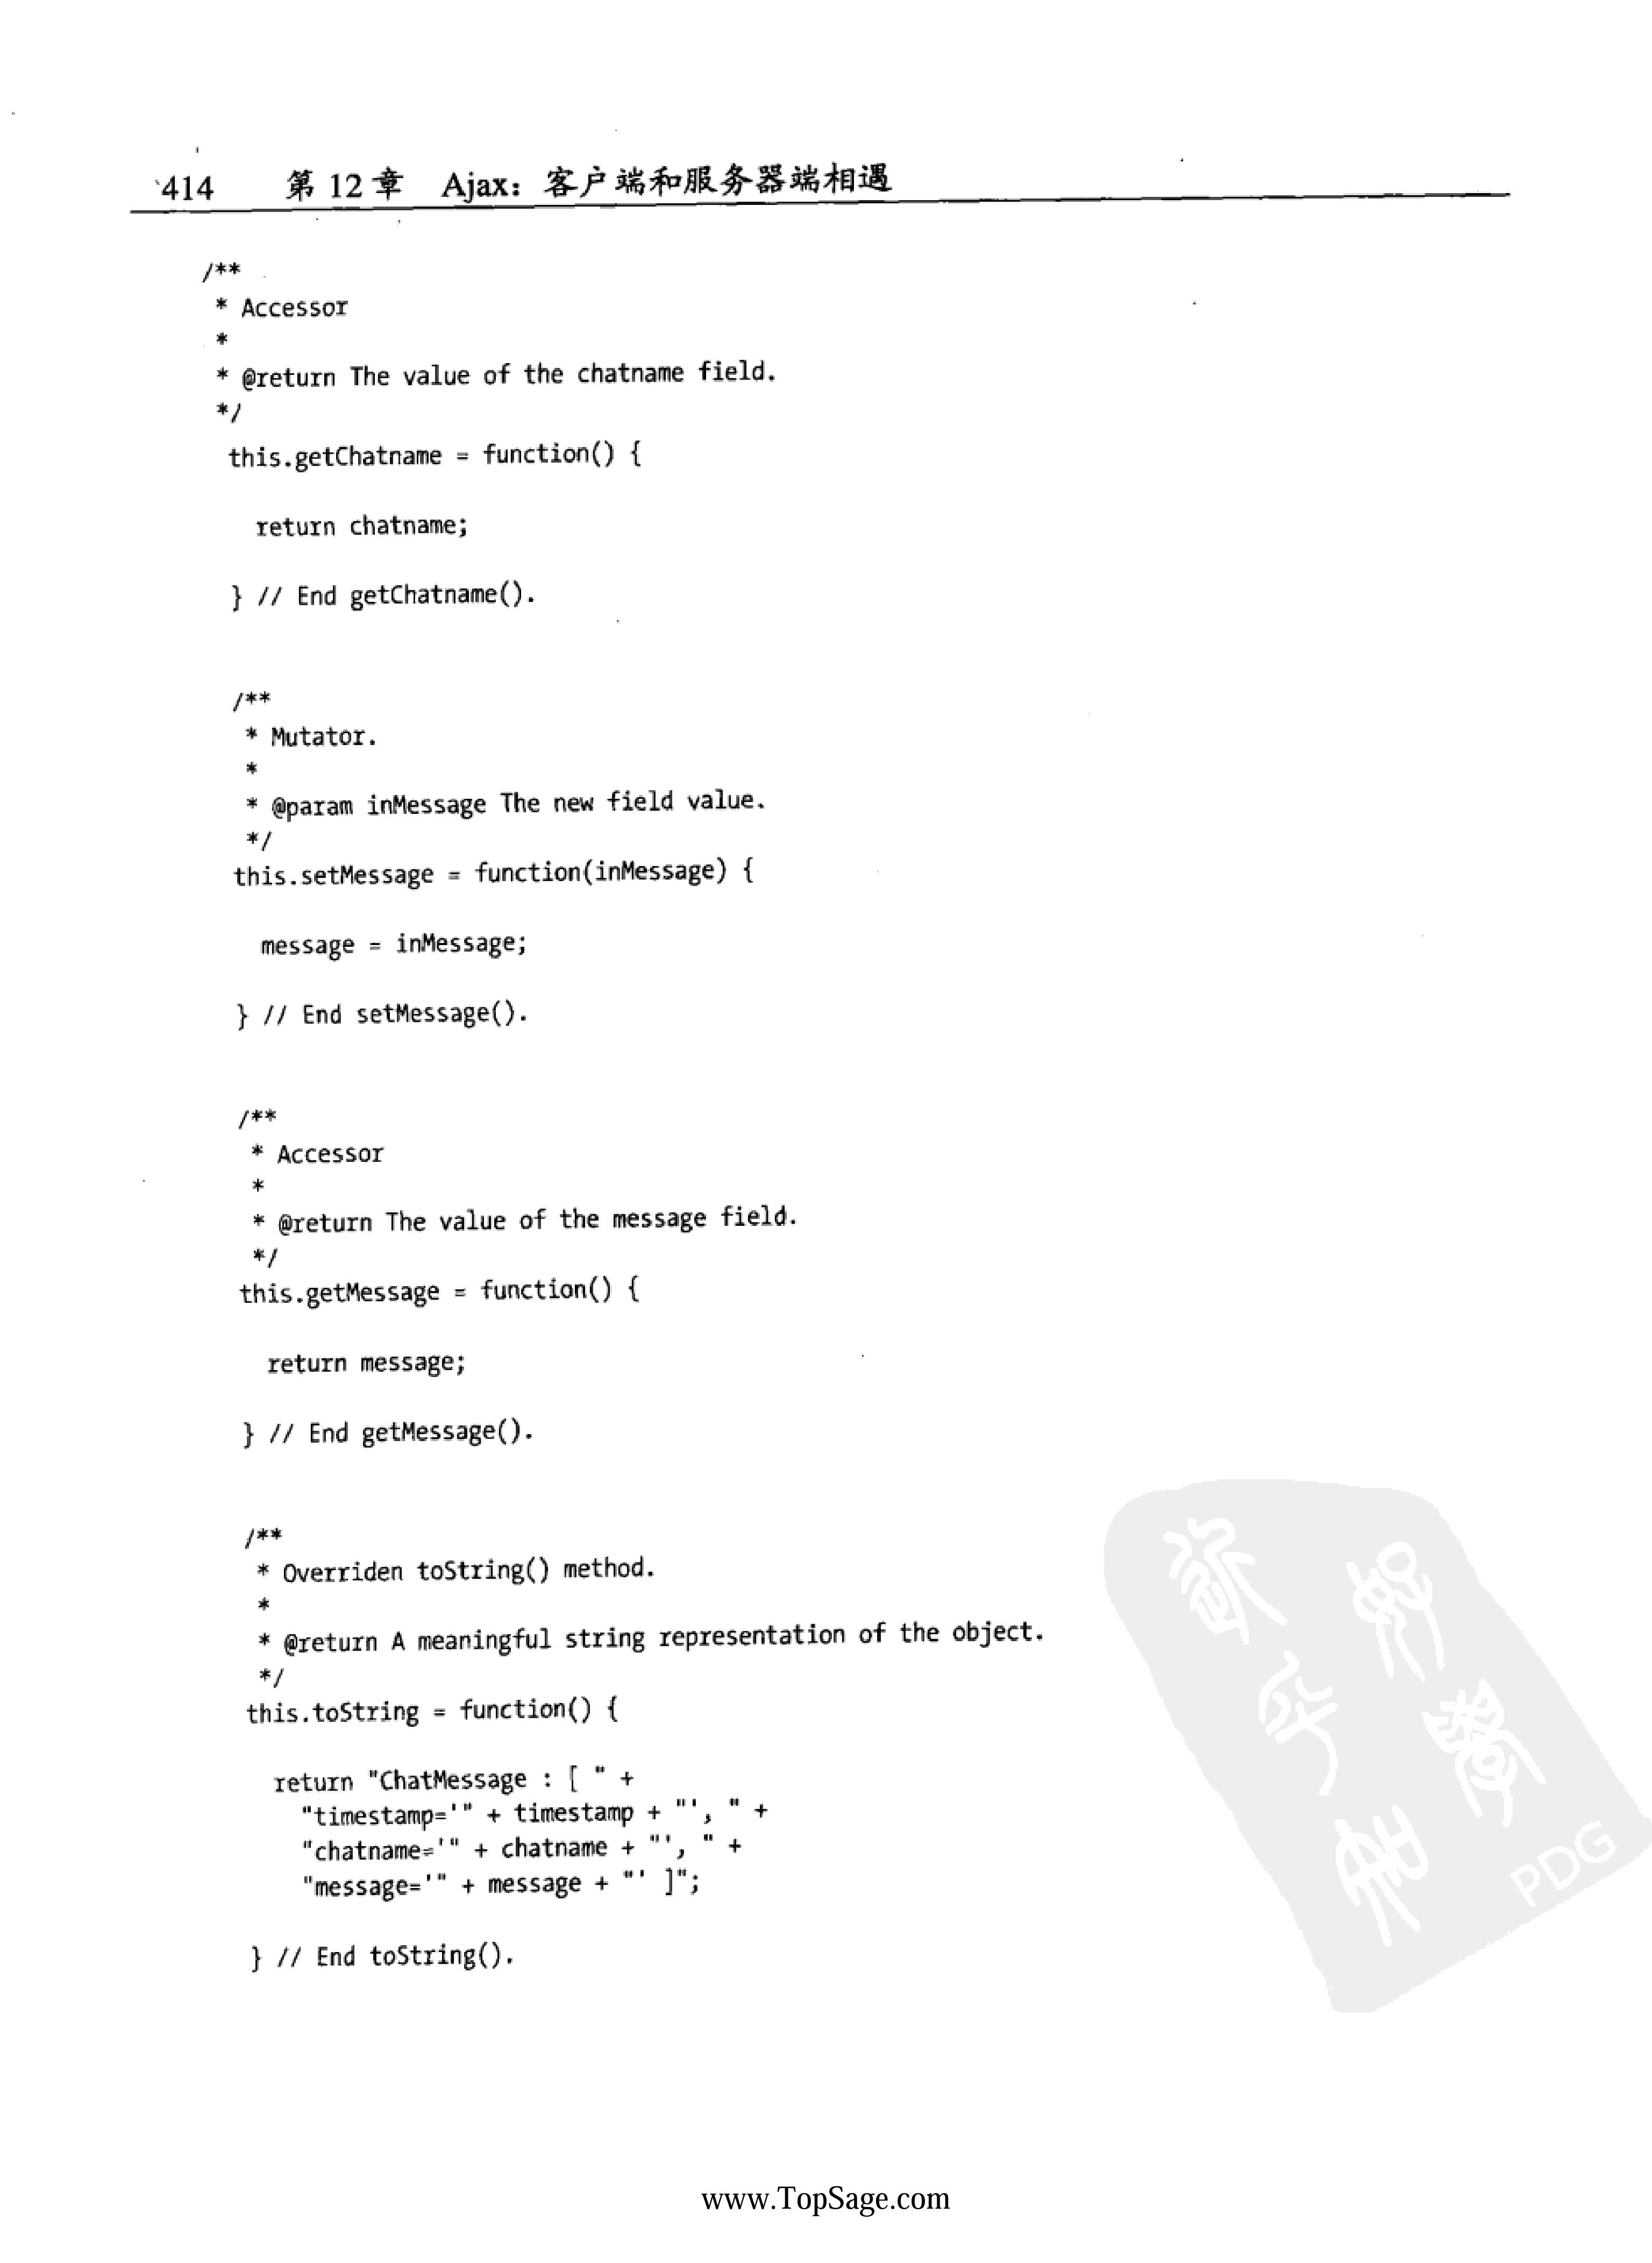 414 第 12 章 Ajax：客户端和服务器端相遇
/**
 * Accessor
 *
 * @return The value of the chatname field.
 */
this.getChatname = function() {
return chatname;
} // End getChatname().
/**
 * Mutator.
 *
 * @param inMessage The new field value.
 */
this.setMessage = function(inMessage) {
message = inMessage;
} // End setMessage().
/**
 * Accessor
 *
 * @return The value of the message field.
 */
this.getMessage = function() {
return message;
} // End getMessage().
/**
 * Overriden toString() method.
 *
 * @return A meaningful string representation of the object.
 */
this.toString = function() {
return "ChatMessage : [ " +
"timestamp='" + timestamp + "', " +
"chatname='" + chatname + "', " +
"message='" + message + "' ]";
} // End toString().
PDG
www.TopSage.com